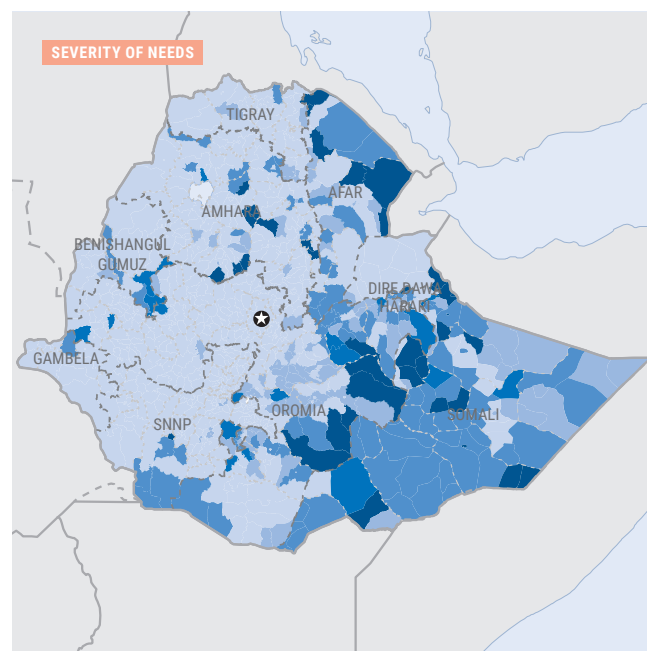 SEVERITY OF NEEDS
TIGRAY
AFAR
AMHARA
BENISHANGUL
GUMUZ
DIRE DAWA
HARARI
GAMBELA
OROMIA
SOMALI
SNNP